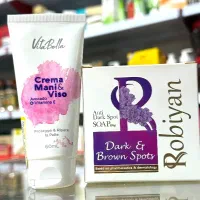 VitaBella
Crema
Mani&
Viso
Avocado
& Vitamina E
Anti
Dark Spot
SOAP
Dark &
Brown Spots
Robiyan